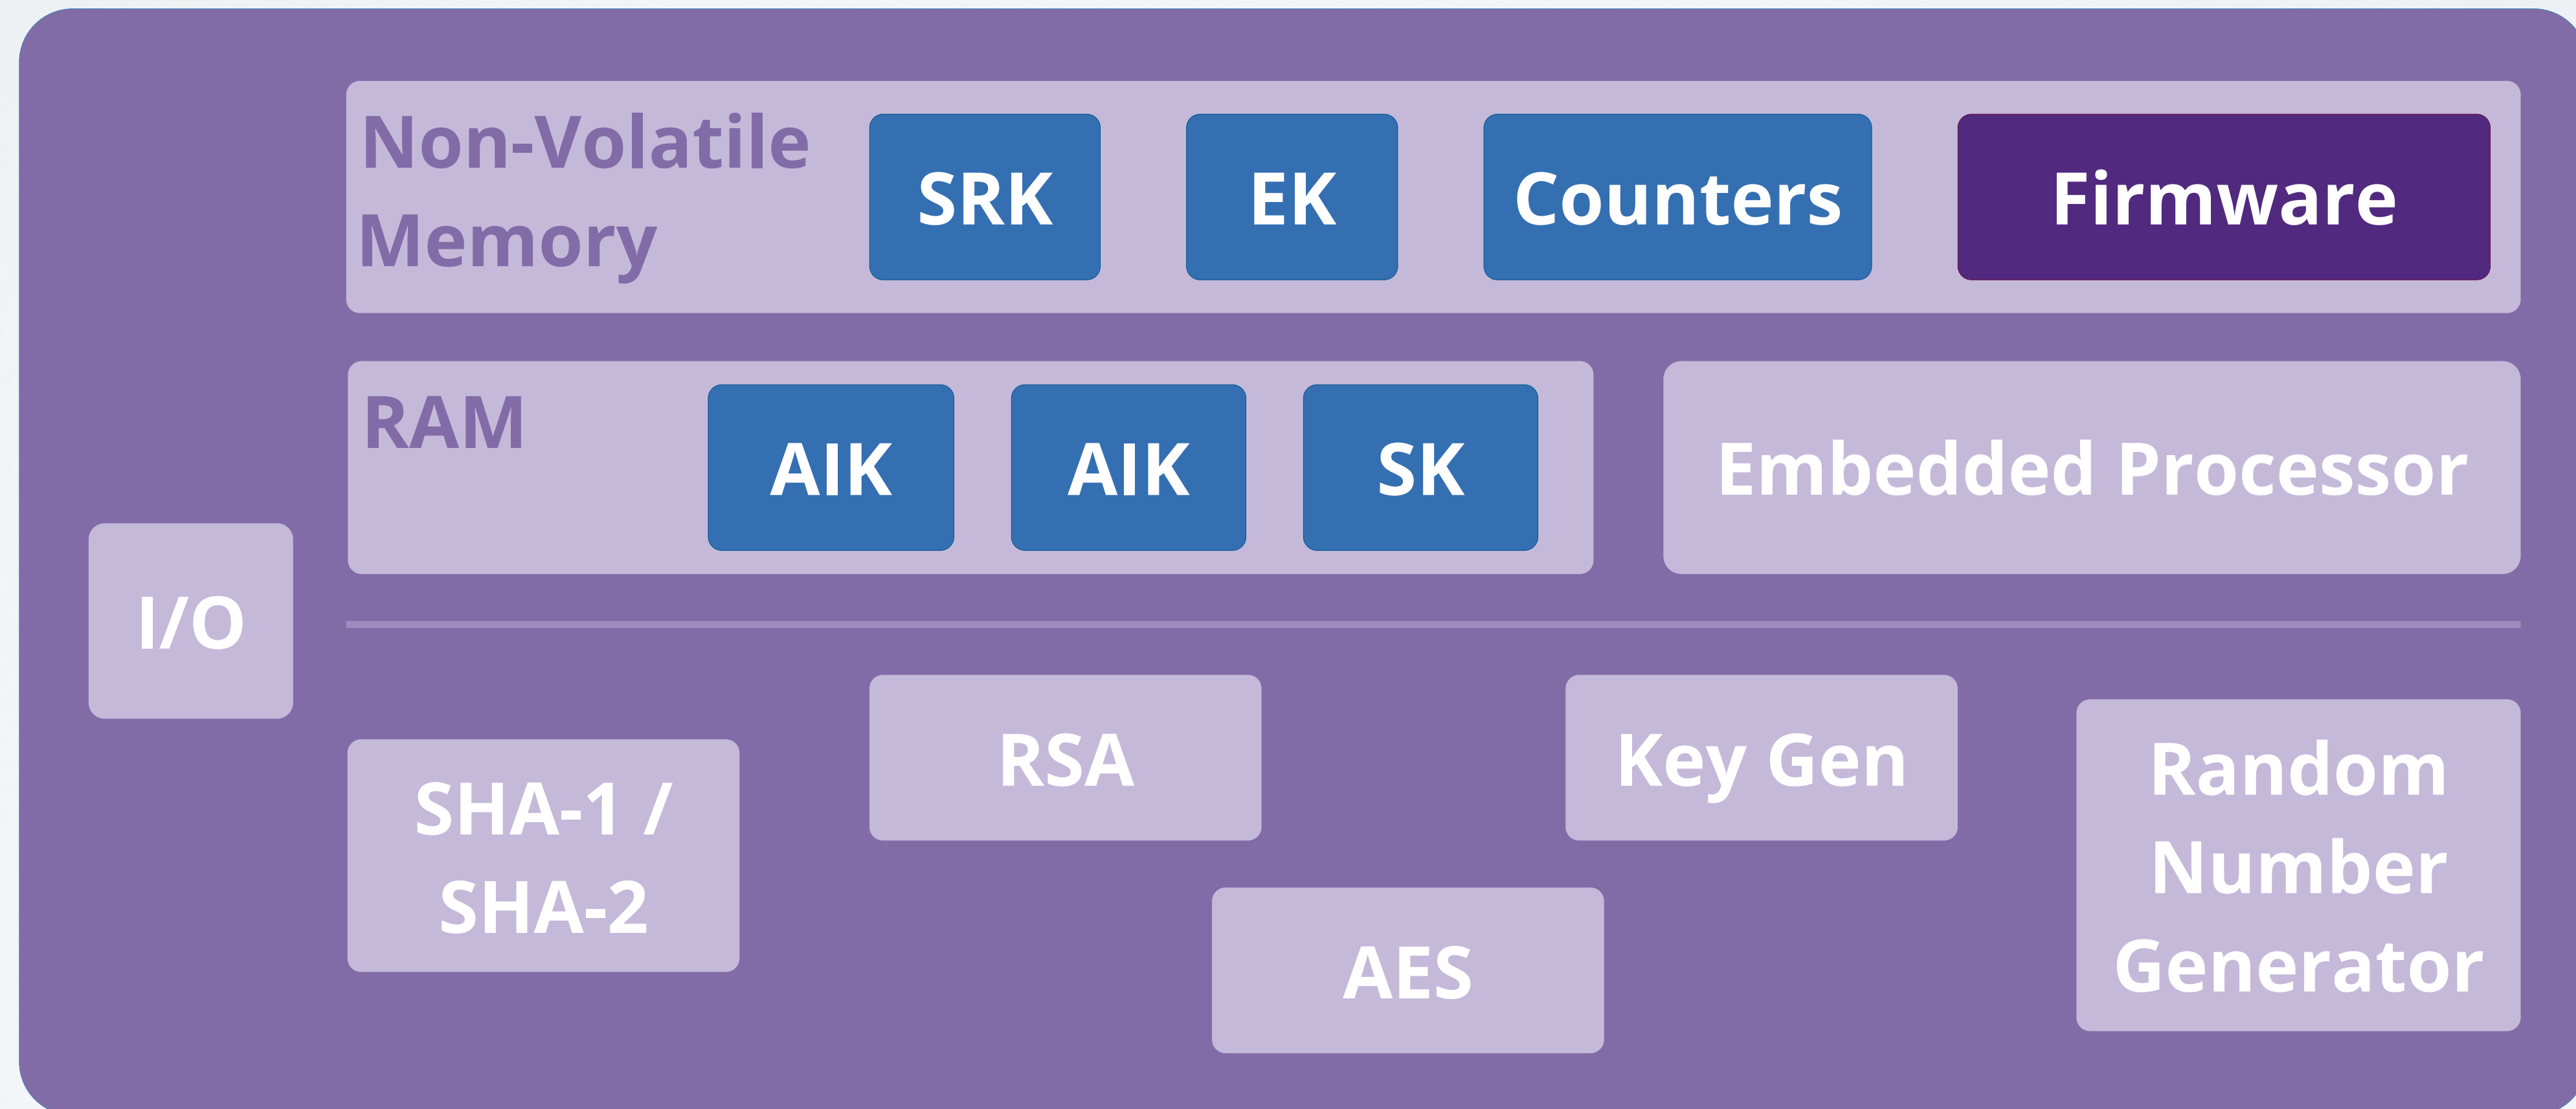 Non-Volatile
Memory
SRK
EK
Counters
Firmware
RAM
AIK
AIK
SK
Embedded Processor
I/O
SHA-1 /
SHA-2
RSA
AES
Key Gen
Random
Number
Generator